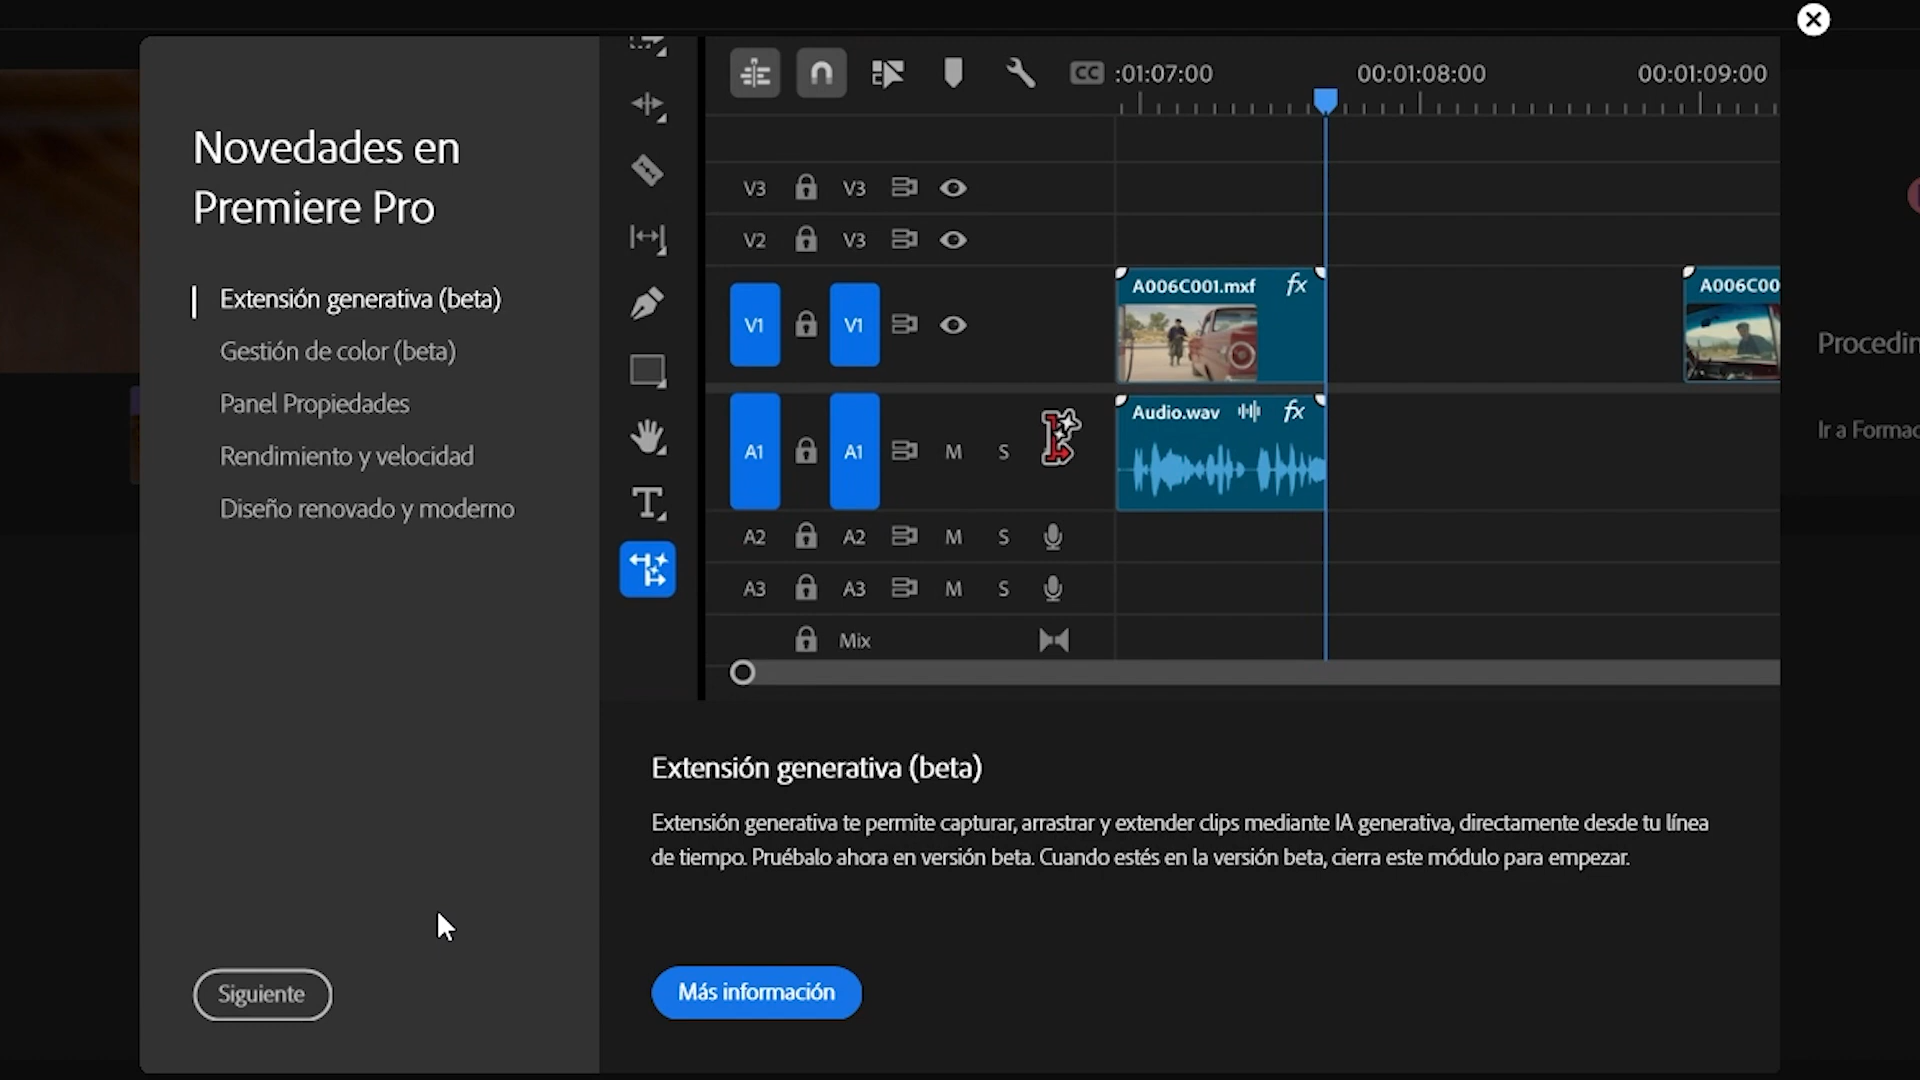 Novedades en
Premiere Pro
Extensión generativa (beta)
Gestión de color (beta)
Panel Propiedades
Rendimiento y velocidad
Diseño renovado y moderno
Siguiente
CC :01:07:00 00:01:08:00 00:01:09:00
V3 V3
V2 V3
V1 V1
A006C001.mxf fx
A006C00
A1 A1 M S
Audio.wav fx
A2 A2 M S
A3 A3 M S
Mix
Extensión generativa (beta)
Extensión generativa te permite capturar, arrastrar y extender clips mediante IA generativa, directamente desde tu línea
de tiempo. Pruébalo ahora en versión beta. Cuando estés en la versión beta, cierra este módulo para empezar.
Más información
Procedin
Ir a Formac